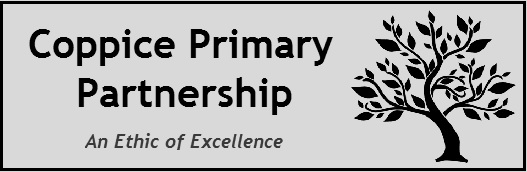 Coppice Primary
Partnership
An Ethic of Excellence